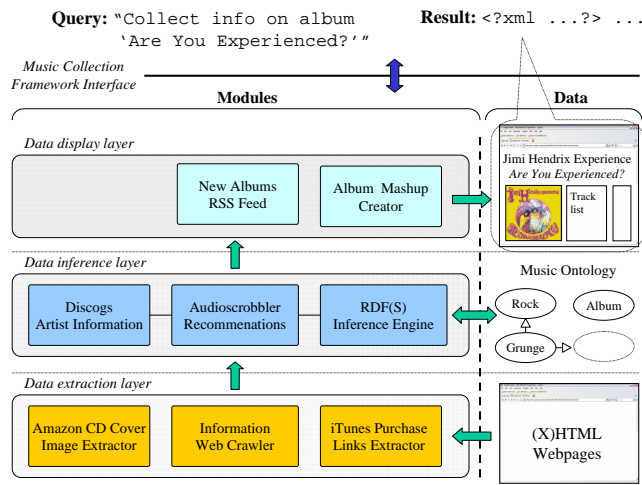 Query: “Collect info on album
‘Are You Experienced?’”
Result: <?xml ...?> ...
Music Collection
Framework Interface
Modules
Data
Data display layer
New Albums
RSS Feed
Album Mashup
Creator
Jimi Hendrix Experience
Are You Experienced?
Track
list
Data inference layer
Discogs
Artist Information
Audioscrobbler
Recommenations
RDF(S)
Inference Engine
Music Ontology
Rock
Album
Grunge
Data extraction layer
Amazon CD Cover
Image Extractor
Information
Web Crawler
iTunes Purchase
Links Extractor
(X)HTML
Webpages